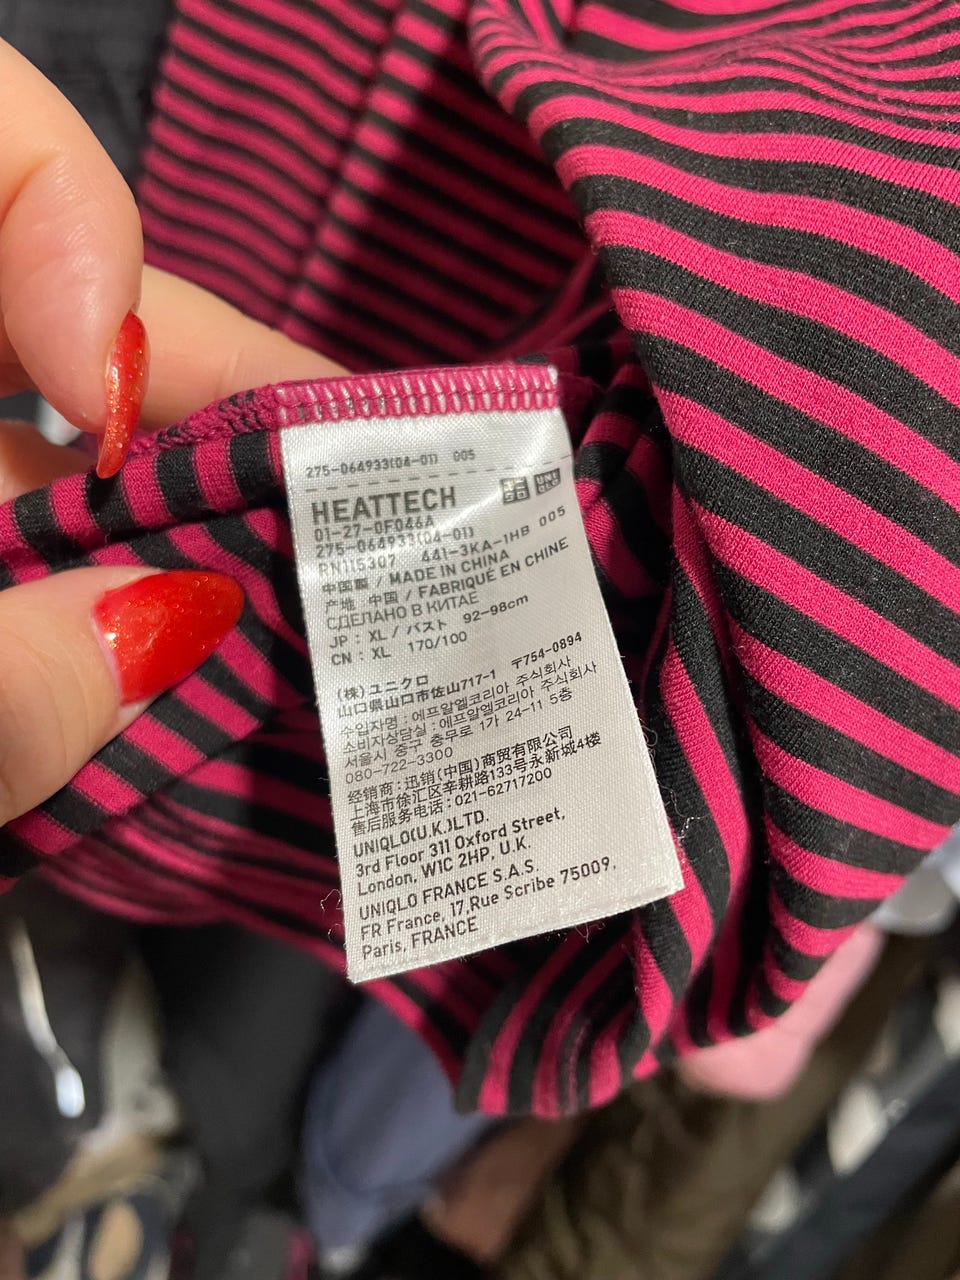 275-064933(04-01) 005
HEATTECH
UNI QLO
01-27-0F046A
275-064933(04-01)
RN115307 441-3KA-1HB 005
中国製 / MADE IN CHINA
产地 中国 / FABRIQUÉ EN CHINE
СДЕЛАНО В КИТАЕ
JP : XL / バスト 92-98cm
CN : XL 170/100
(株)ユニクロ
山口県山口市佐山717-1 〒754-0894
수입자명 : 에프알엘코리아 주식회사
소비자상담실 : 에프알엘코리아 주식회사
서울시 중구 충무로 1가 24-11 5층
080-722-3300
经销商 : 迅销(中国)商贸有限公司
上海市徐汇区辛耕路133号永新城4楼
售后服务电话 : 021-62717200
UNIQLO(U.K.)LTD.
3rd Floor 311 Oxford Street,
London, W1C 2HP, U.K.
UNIQLO FRANCE S.A.S.
FR France, 17,Rue Scribe 75009,
Paris, FRANCE